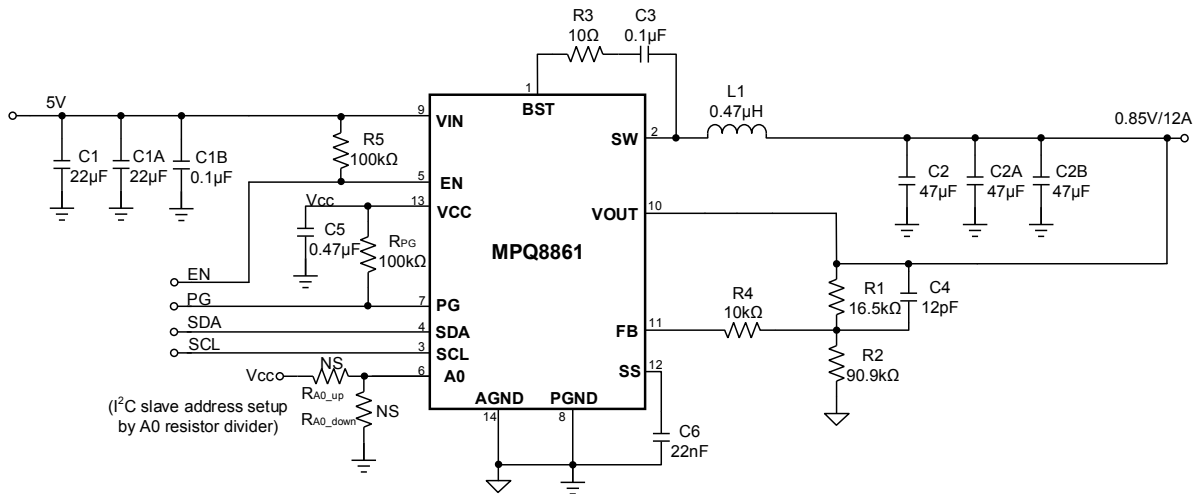 R3
10Ω
C3
0.1µF
1
BST
5V
9
VIN
SW
2
L1
0.47µH
0.85V/12A
C1
22µF
C1A
22µF
C1B
0.1µF
R5
100kΩ
5
EN
C2
47µF
C2A
47µF
C2B
47µF
Vcc
13
VCC
VOUT
10
C5
0.47µF
RPG
100kΩ
MPQ8861
EN
PG
7
PG
R4
10kΩ
R1
16.5kΩ
C4
12pF
SDA
4
SDA
FB
11
SCL
3
SCL
R2
90.9kΩ
Vcc
NS
6
A0
SS
12
RA0_up
(I²C slave address setup
by A0 resistor divider)
RA0_down
NS
AGND
14
PGND
8
C6
22nF